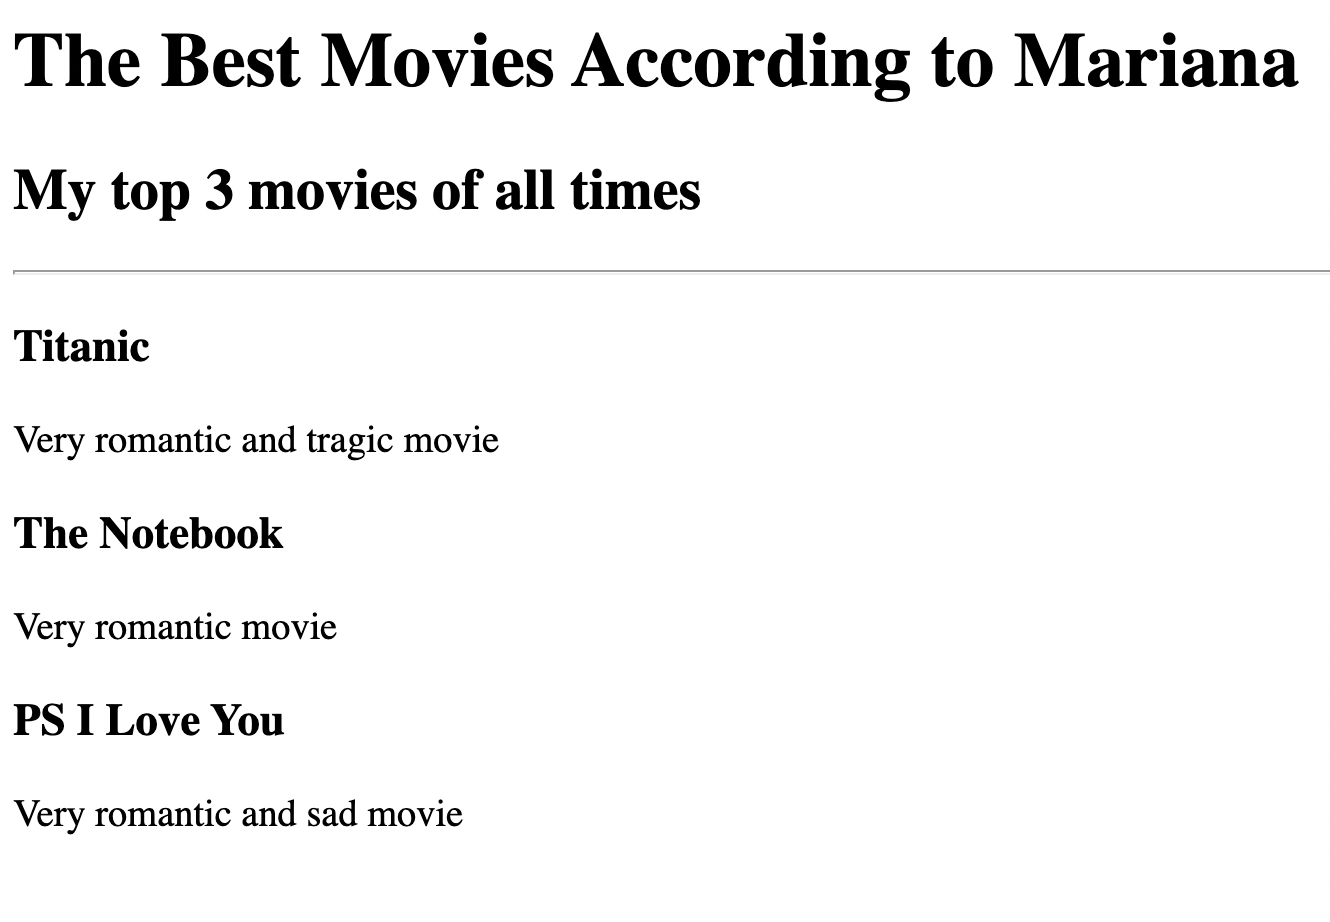 The Best Movies According to Mariana
My top 3 movies of all times
Titanic
Very romantic and tragic movie
The Notebook
Very romantic movie
PS I Love You
Very romantic and sad movie